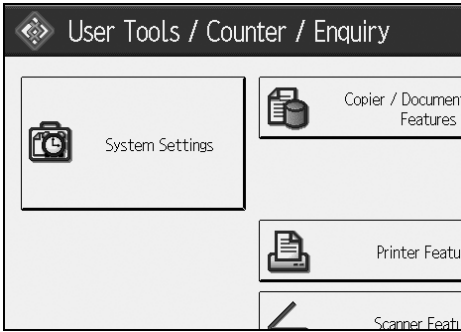 User Tools / Counter / Enquiry
System Settings
Copier / Document
Features
Printer Featu
Scanner Featu